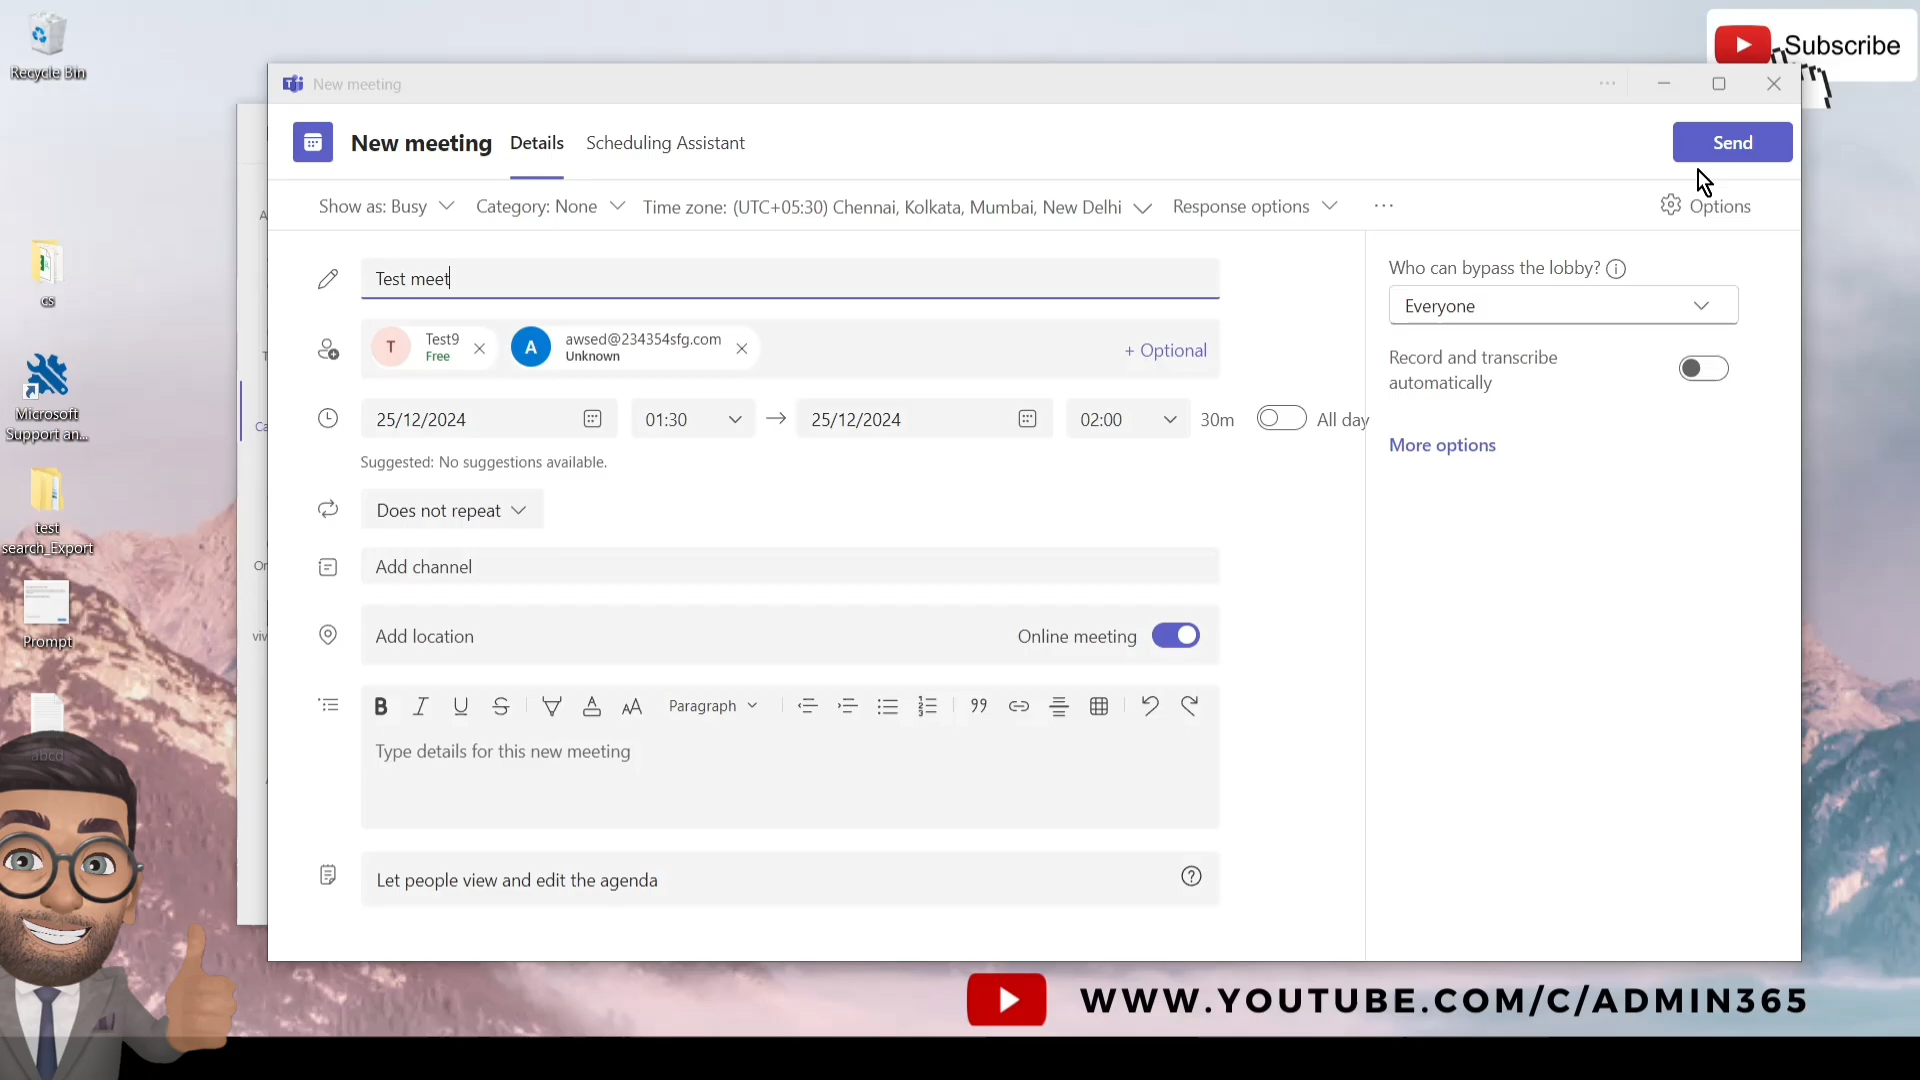 Recycle Bin
Subscribe
New meeting
New meeting
Details
Scheduling Assistant
Send
Show as: Busy
Category: None
Time zone: (UTC+05:30) Chennai, Kolkata, Mumbai, New Delhi
Response options
Options
Test meet
T
Test9
Free
A
awsed@234354sfg.com
Unknown
+ Optional
25/12/2024
01:30
25/12/2024
02:00
30m
All day
Suggested: No suggestions available.
Does not repeat
Add channel
Add location
Online meeting
Paragraph
Type details for this new meeting
Let people view and edit the agenda
Who can bypass the lobby?
Everyone
Record and transcribe
automatically
More options
cs
Microsoft
Support an...
test
search_Export
Prompt
abcd
A
T
Ca
Or
viv
WWW.YOUTUBE.COM/C/ADMIN365